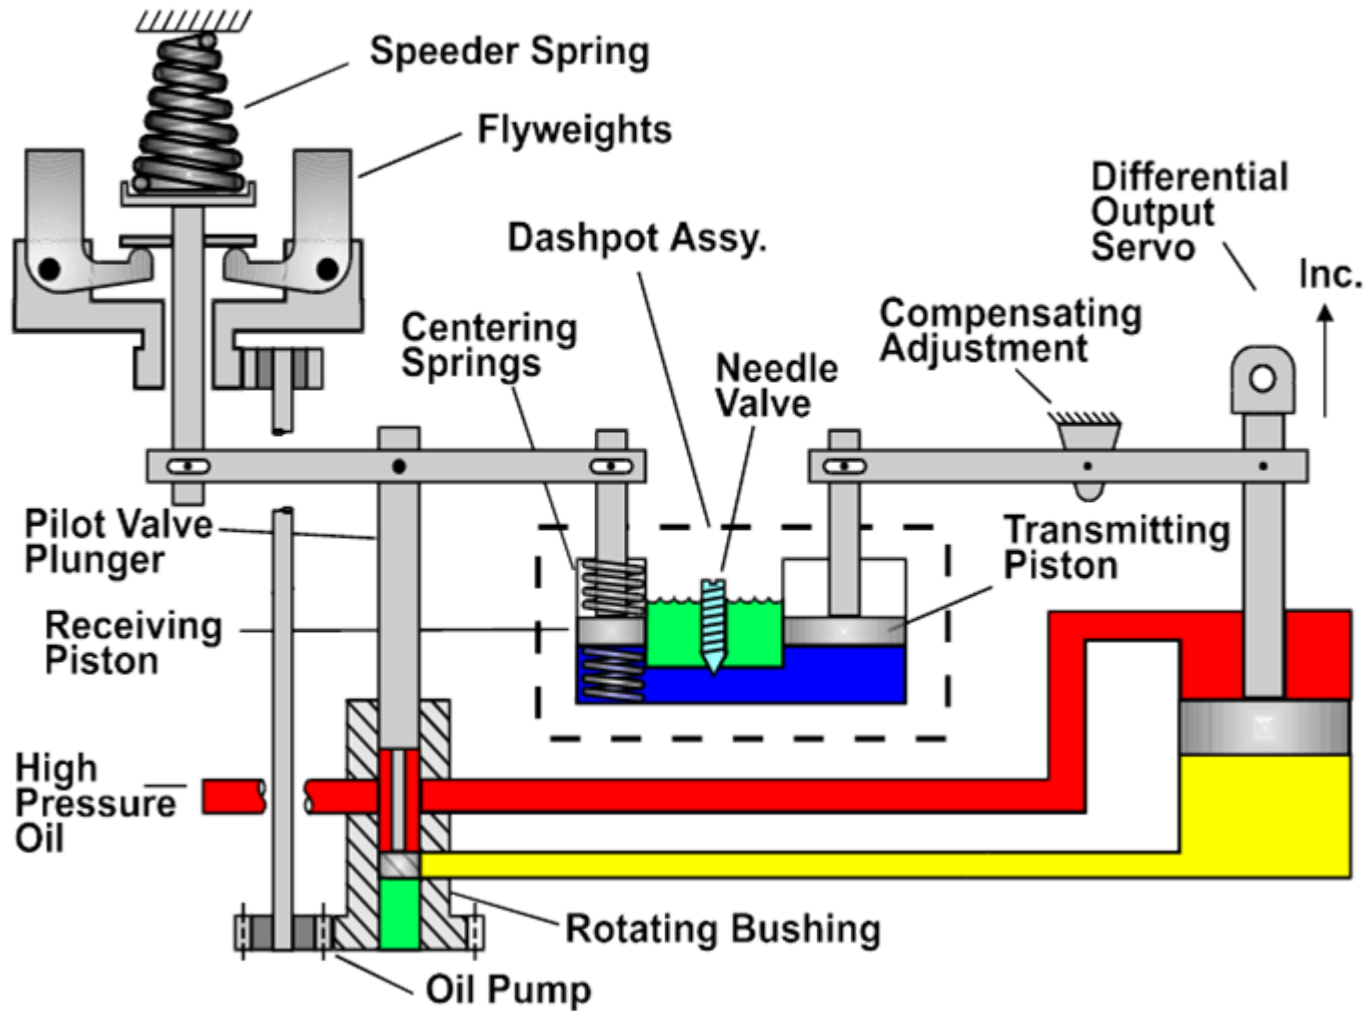 Speeder Spring
Flyweights
Dashpot Assy.
Differential
Output
Servo
Inc.
Centering
Springs
Needle
Valve
Compensating
Adjustment
Pilot Valve
Plunger
Transmitting
Piston
Receiving
Piston
High
Pressure
Oil
Rotating Bushing
Oil Pump